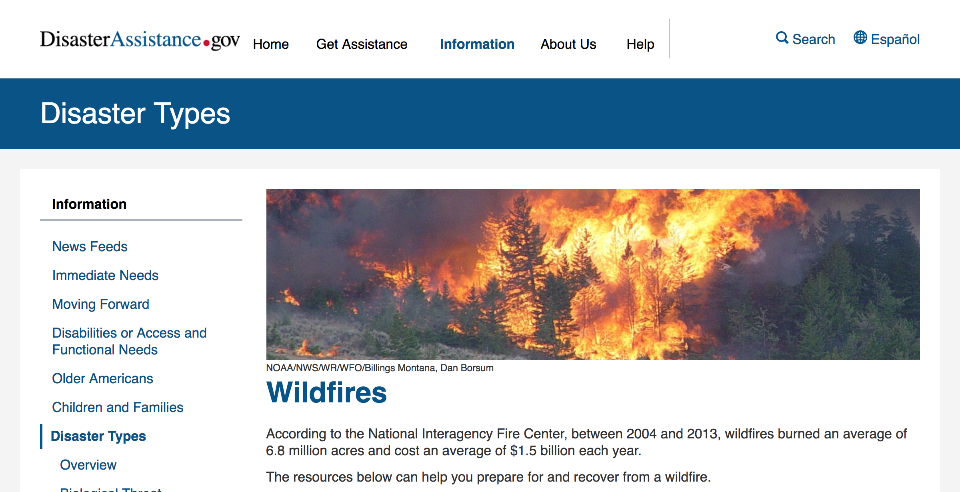 DisasterAssistance.gov Home Get Assistance Information About Us Help Search Español
Disaster Types
Information
News Feeds
Immediate Needs
Moving Forward
Disabilities or Access and
Functional Needs
Older Americans
Children and Families
Disaster Types
Overview
Biological Threat
NOAA/NWS/WR/WFO/Billings Montana, Dan Borsum
Wildfires
According to the National Interagency Fire Center, between 2004 and 2013, wildfires burned an average of
6.8 million acres and cost an average of $1.5 billion each year.
The resources below can help you prepare for and recover from a wildfire.